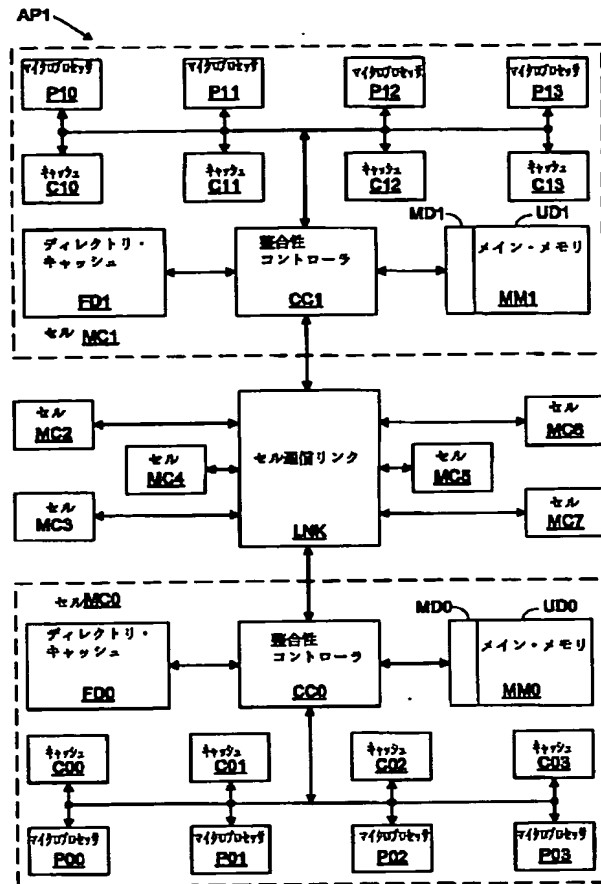 AP1
マイクロプロセッサ
P10
マイクロプロセッサ
P11
マイクロプロセッサ
P12
マイクロプロセッサ
P13
キャッシュ
C10
キャッシュ
C11
キャッシュ
C12
キャッシュ
C13
MD1
UD1
ディレクトリ・
キャッシュ
FD1
整合性
コントローラ
CC1
メイン・メモリ
MM1
セル MC1
セル
MC2
セル
MC6
セル
MC4
セル通信リンク
LNK
セル
MC5
セル
MC3
セル
MC7
セルMC0
MD0
UD0
ディレクトリ・
キャッシュ
FD0
整合性
コントローラ
CC0
メイン・メモリ
MM0
キャッシュ
C00
キャッシュ
C01
キャッシュ
C02
キャッシュ
C03
マイクロプロセッサ
P00
マイクロプロセッサ
P01
マイクロプロセッサ
P02
マイクロプロセッサ
P03